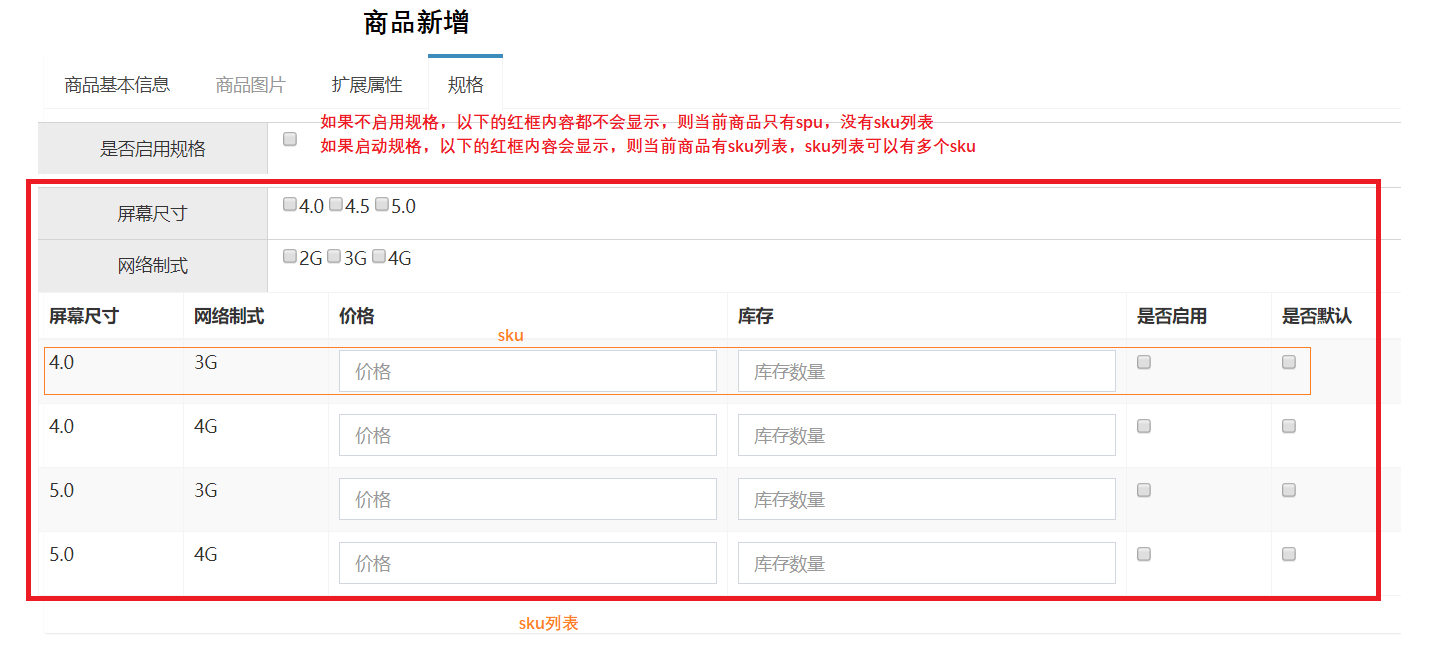 商品新增
商品基本信息 商品图片 扩展属性 规格
如果不启用规格，以下的红框内容都不会显示，则当前商品只有spu，没有sku列表
是否启用规格
如果启动规格，以下的红框内容会显示，则当前商品有sku列表，sku列表可以有多个sku
屏幕尺寸 4.0 4.5 5.0
网络制式 2G 3G 4G
屏幕尺寸 网络制式 价格 库存 是否启用 是否默认
sku
4.0 3G 价格 库存数量
4.0 4G 价格 库存数量
5.0 3G 价格 库存数量
5.0 4G 价格 库存数量
sku列表